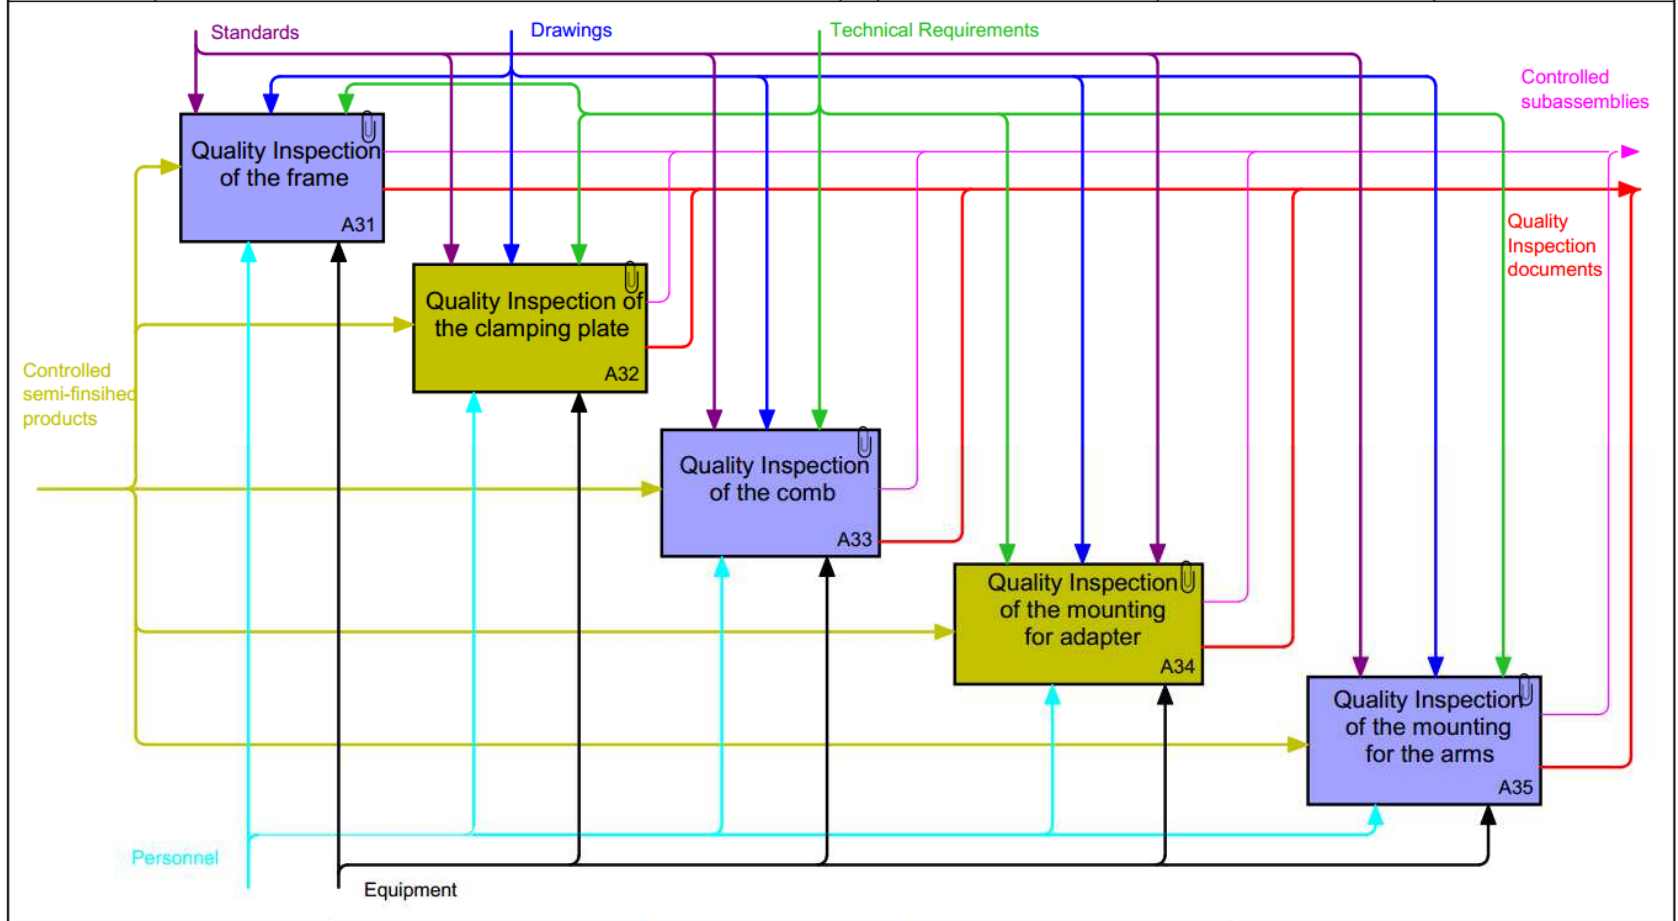 Standards
Drawings
Technical Requirements
Controlled
subassemblies
Quality Inspection
of the frame
A31
Quality
Inspection
documents
Quality Inspection of
the clamping plate
A32
Controlled
semi-finsihed
products
Quality Inspection
of the comb
A33
Quality Inspection
of the mounting
for adapter
A34
Quality Inspection
of the mounting
for the arms
A35
Personnel
Equipment